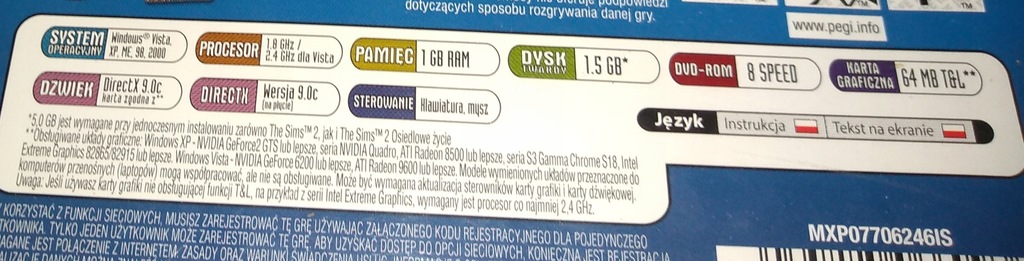 dotyczących sposobu rozgrywania danej gry.
www.pegi.info
TM
TM
SYSTEM OPERACYJNY
Windows® Vista,
XP, ME, 98, 2000
PROCESOR
1.8 GHz /
2.4 GHz dla Vista
PAMIĘĆ 1 GB RAM
DYSK TWARDY 1.5 GB*
DVD-ROM 8 SPEED
KARTA GRAFICZNA 64 MB T&L**
DŹWIĘK
DirectX 9.0c
karta zgodna z**
DIRECTX
Wersja 9.0c
(na płycie)
STEROWANIE Klawiatura, mysz
Język Instrukcja Tekst na ekranie
*5,0 GB jest wymagane przy jednoczesnym instalowaniu zarówno The Sims™ 2, jak i The Sims™ 2 Osiedlowe życie
**Obsługiwane układy graficzne: Windows XP - NVIDIA GeForce2 GTS lub lepsze, seria NVIDIA Quadro, ATI Radeon 8500 lub lepsze, seria S3 Gamma Chrome S18, Intel
Extreme Graphics 82865/82915 lub lepsze. Windows Vista - NVIDIA GeForce 6200 lub lepsze, ATI Radeon 9600 lub lepsze. Modele wymienionych układów przeznaczone do
komputerów przenośnych (laptopów) mogą współpracować, ale nie są obsługiwane. Może być wymagana aktualizacja sterowników karty grafiki i karty dźwiękowej.
Uwaga: Jeśli używasz karty grafiki nie obsługującej funkcji T&L, na przykład z serii Intel Extreme Graphics, wymagany jest procesor co najmniej 2,4 GHz.
KORZYSTAĆ Z FUNKCJI SIECIOWYCH, MUSISZ ZAREJESTROWAĆ TĘ GRĘ UŻYWAJĄC ZAŁĄCZONEGO KODU REJESTRACYJNEGO DLA POJEDYNCZEGO
TKOWNIKA. TYLKO JEDEN UŻYTKOWNIK MOŻE ZAREJESTROWAĆ TĘ GRĘ. ABY UZYSKAĆ DOSTĘP DO OPCJI SIECIOWYCH, KONIECZNA JEST REJESTRACJA
AGANE JEST POŁĄCZENIE Z INTERNETEM. ZASADY ORAZ WARUNKI ŚWIADCZENIA USŁUG,
MXP07706246IS